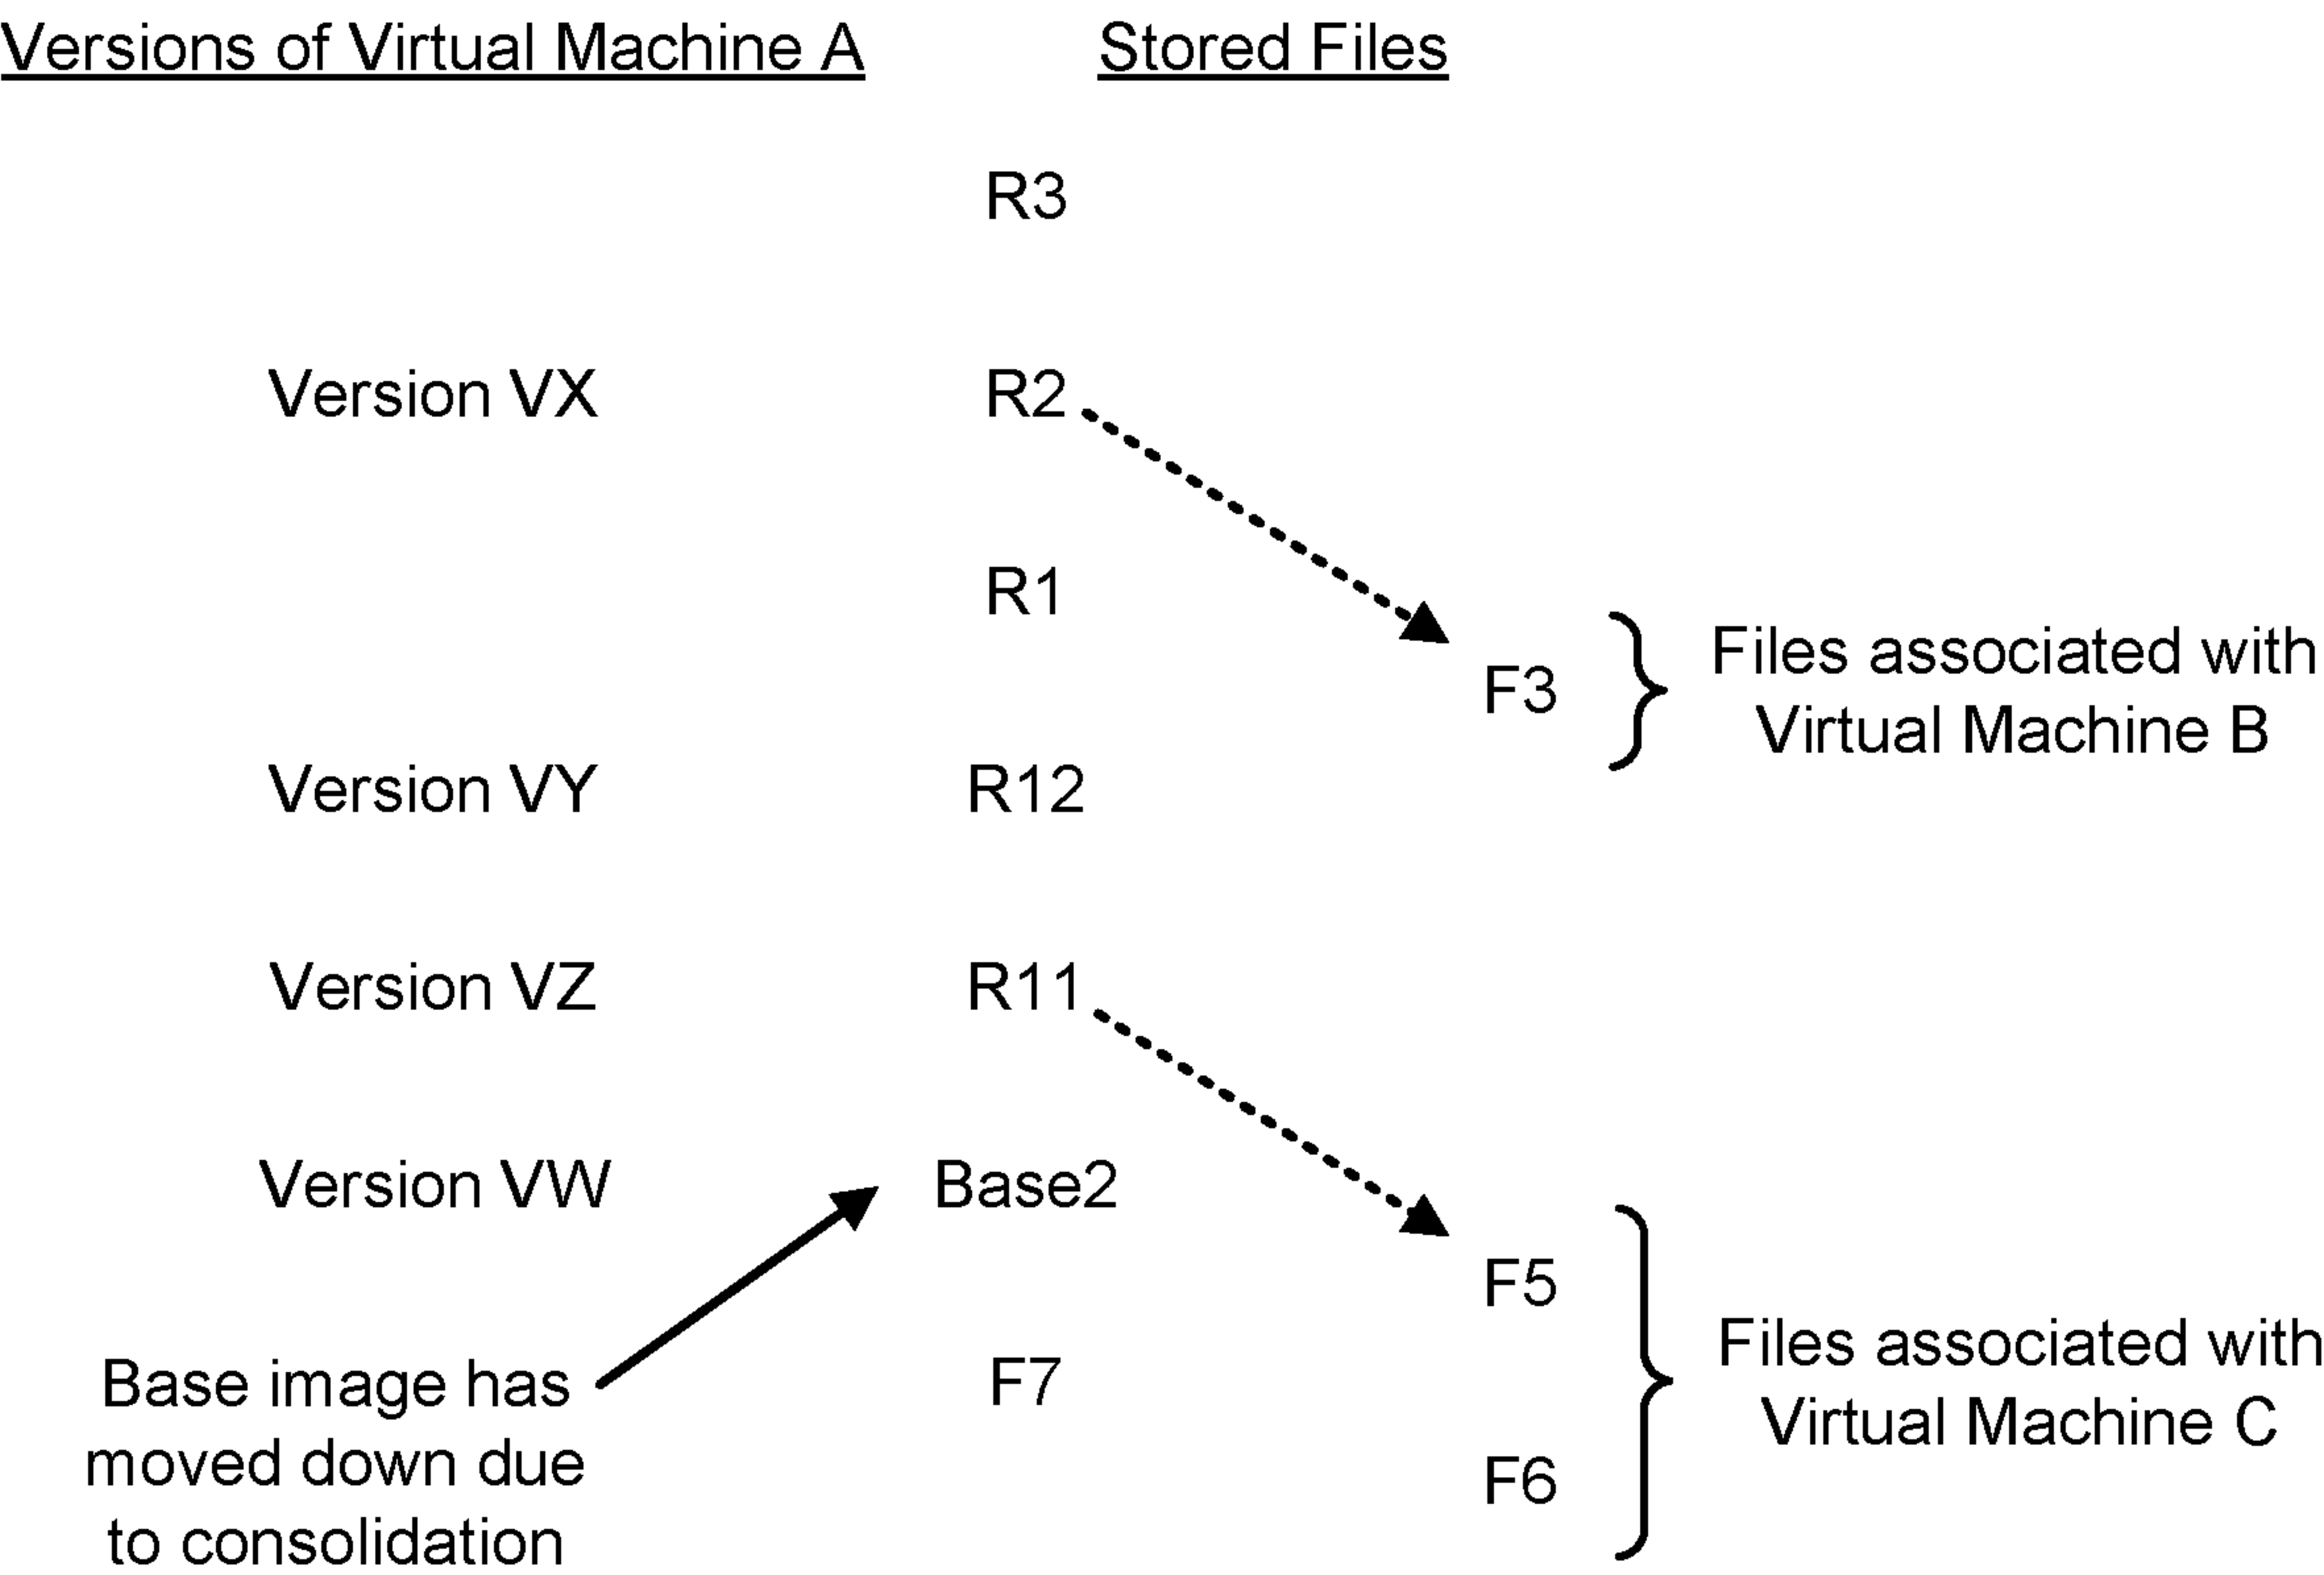 Versions of Virtual Machine A
Stored Files
R3
Version VX
R2
R1
F3
Files associated with
Virtual Machine B
Version VY
R12
Version VZ
R11
Version VW
Base2
F5
Base image has
moved down due
to consolidation
F7
F6
Files associated with
Virtual Machine C